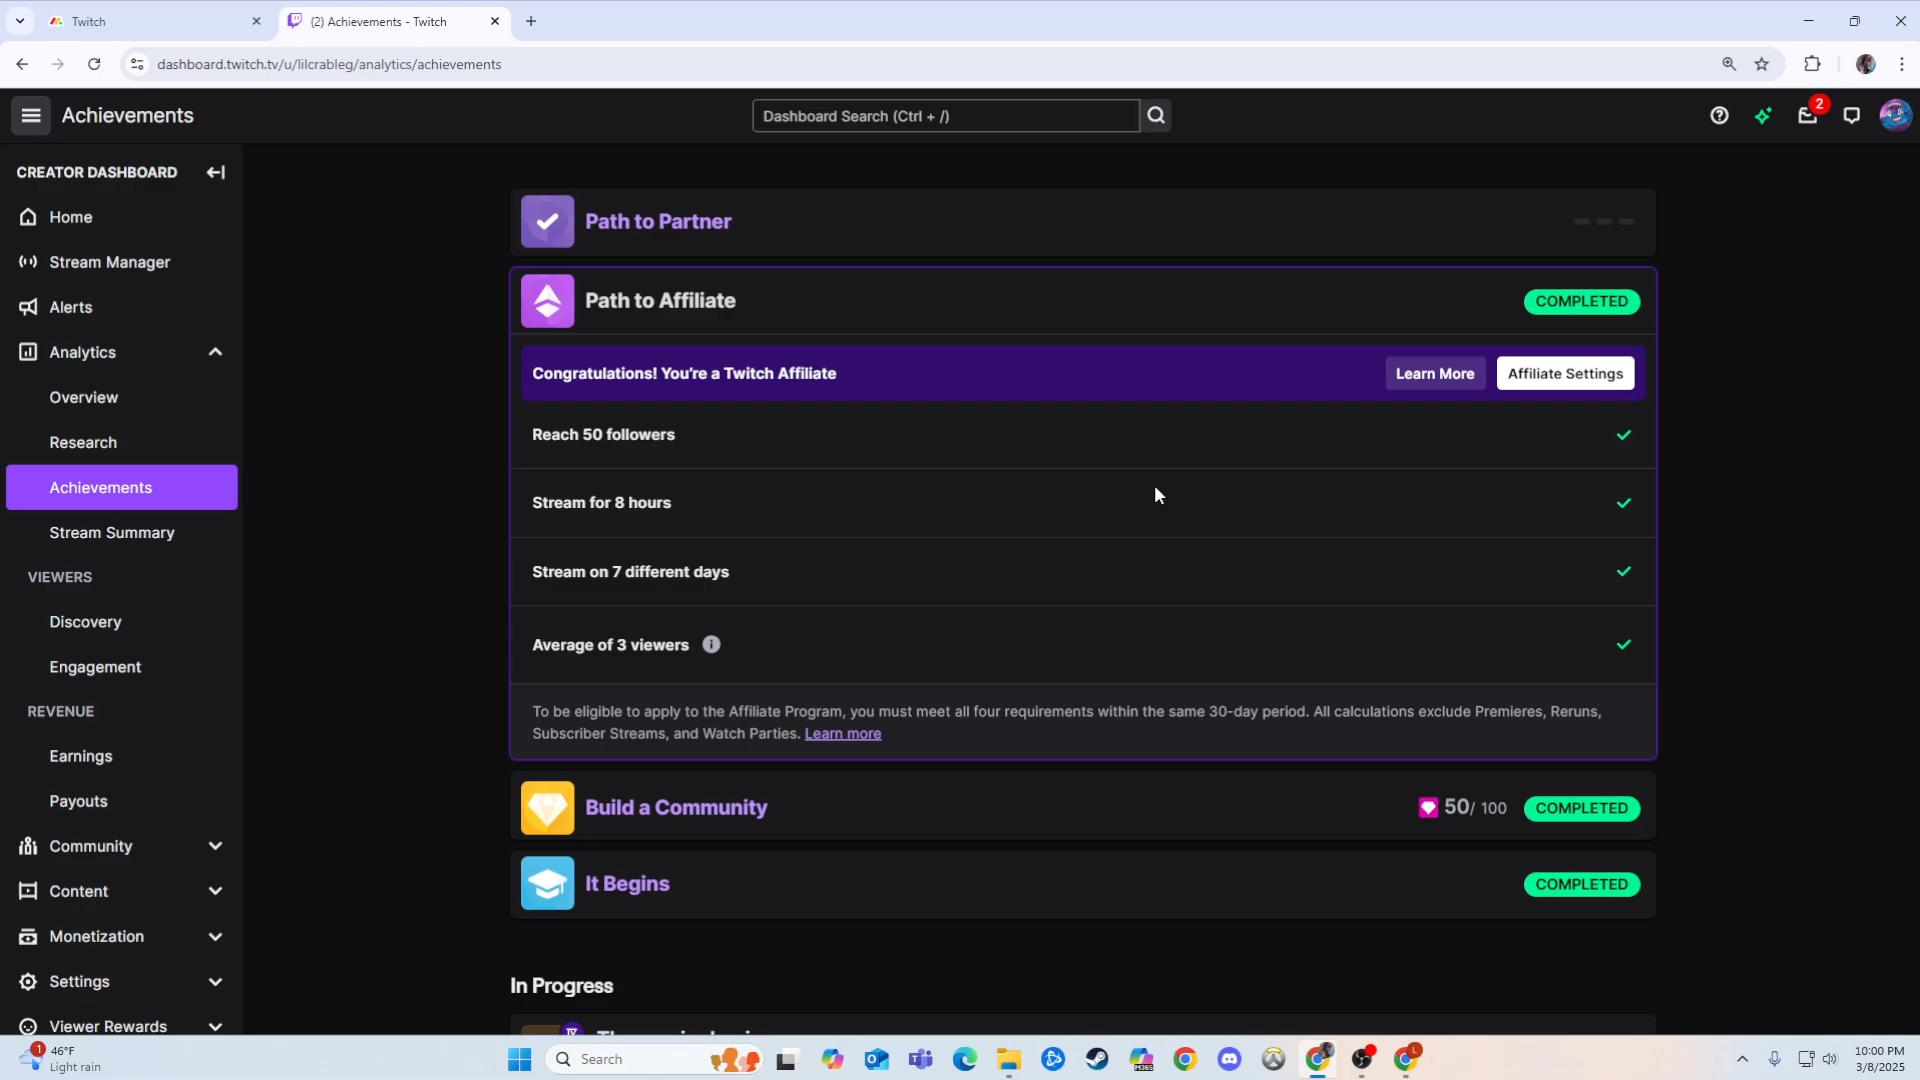 Twitch
(2) Achievements - Twitch
dashboard.twitch.tv/u/lilcrableg/analytics/achievements
Achievements
Dashboard Search (Ctrl + /)
2
CREATOR DASHBOARD
Home
Stream Manager
Alerts
Analytics
Overview
Research
Achievements
Stream Summary
VIEWERS
Discovery
Engagement
REVENUE
Earnings
Payouts
Community
Content
Monetization
Settings
Viewer Rewards
Path to Partner
Path to Affiliate
COMPLETED
Congratulations! You're a Twitch Affiliate
Learn More
Affiliate Settings
Reach 50 followers
Stream for 8 hours
Stream on 7 different days
Average of 3 viewers
To be eligible to apply to the Affiliate Program, you must meet all four requirements within the same 30-day period. All calculations exclude Premieres, Reruns,
Subscriber Streams, and Watch Parties. Learn more
Build a Community
50/ 100
COMPLETED
It Begins
COMPLETED
In Progress
IV
1
46°F
Light rain
Search
M365
L
10:00 PM
3/8/2025